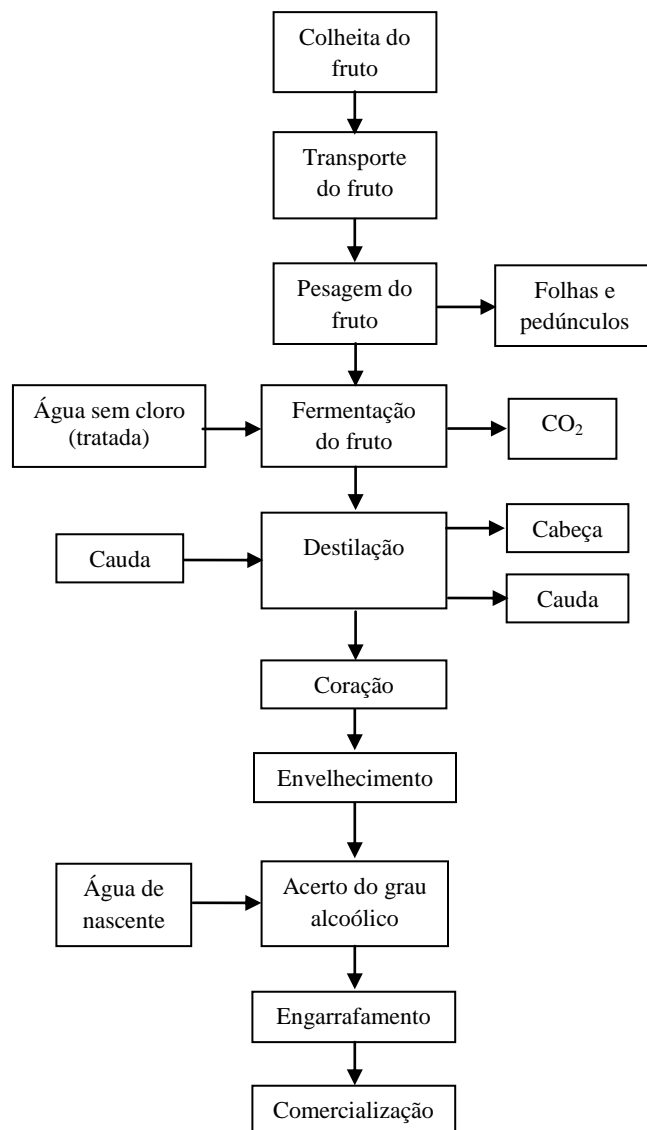 Colheita do
fruto
Transporte
do fruto
Pesagem do
fruto
Folhas e
pedúnculos
Água sem cloro
(tratada)
Fermentação
do fruto
CO₂
Cauda
Destilação
Cabeça
Cauda
Coração
Envelhecimento
Água de
nascente
Acerto do grau
alcoólico
Engarrafamento
Comercialização